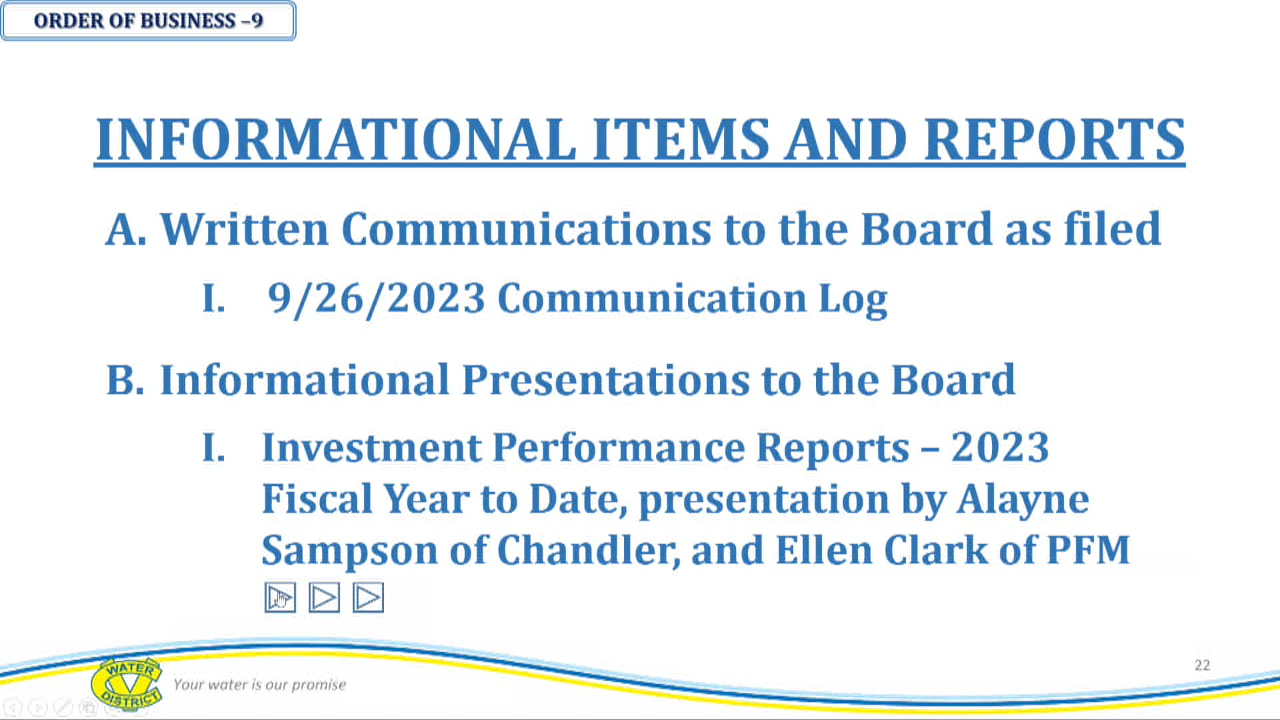 ORDER OF BUSINESS –9
INFORMATIONAL ITEMS AND REPORTS
A. Written Communications to the Board as filed
I. 9/26/2023 Communication Log
B. Informational Presentations to the Board
I. Investment Performance Reports – 2023
Fiscal Year to Date, presentation by Alayne
Sampson of Chandler, and Ellen Clark of PFM
22
WATER
DISTRICT
Your water is our promise